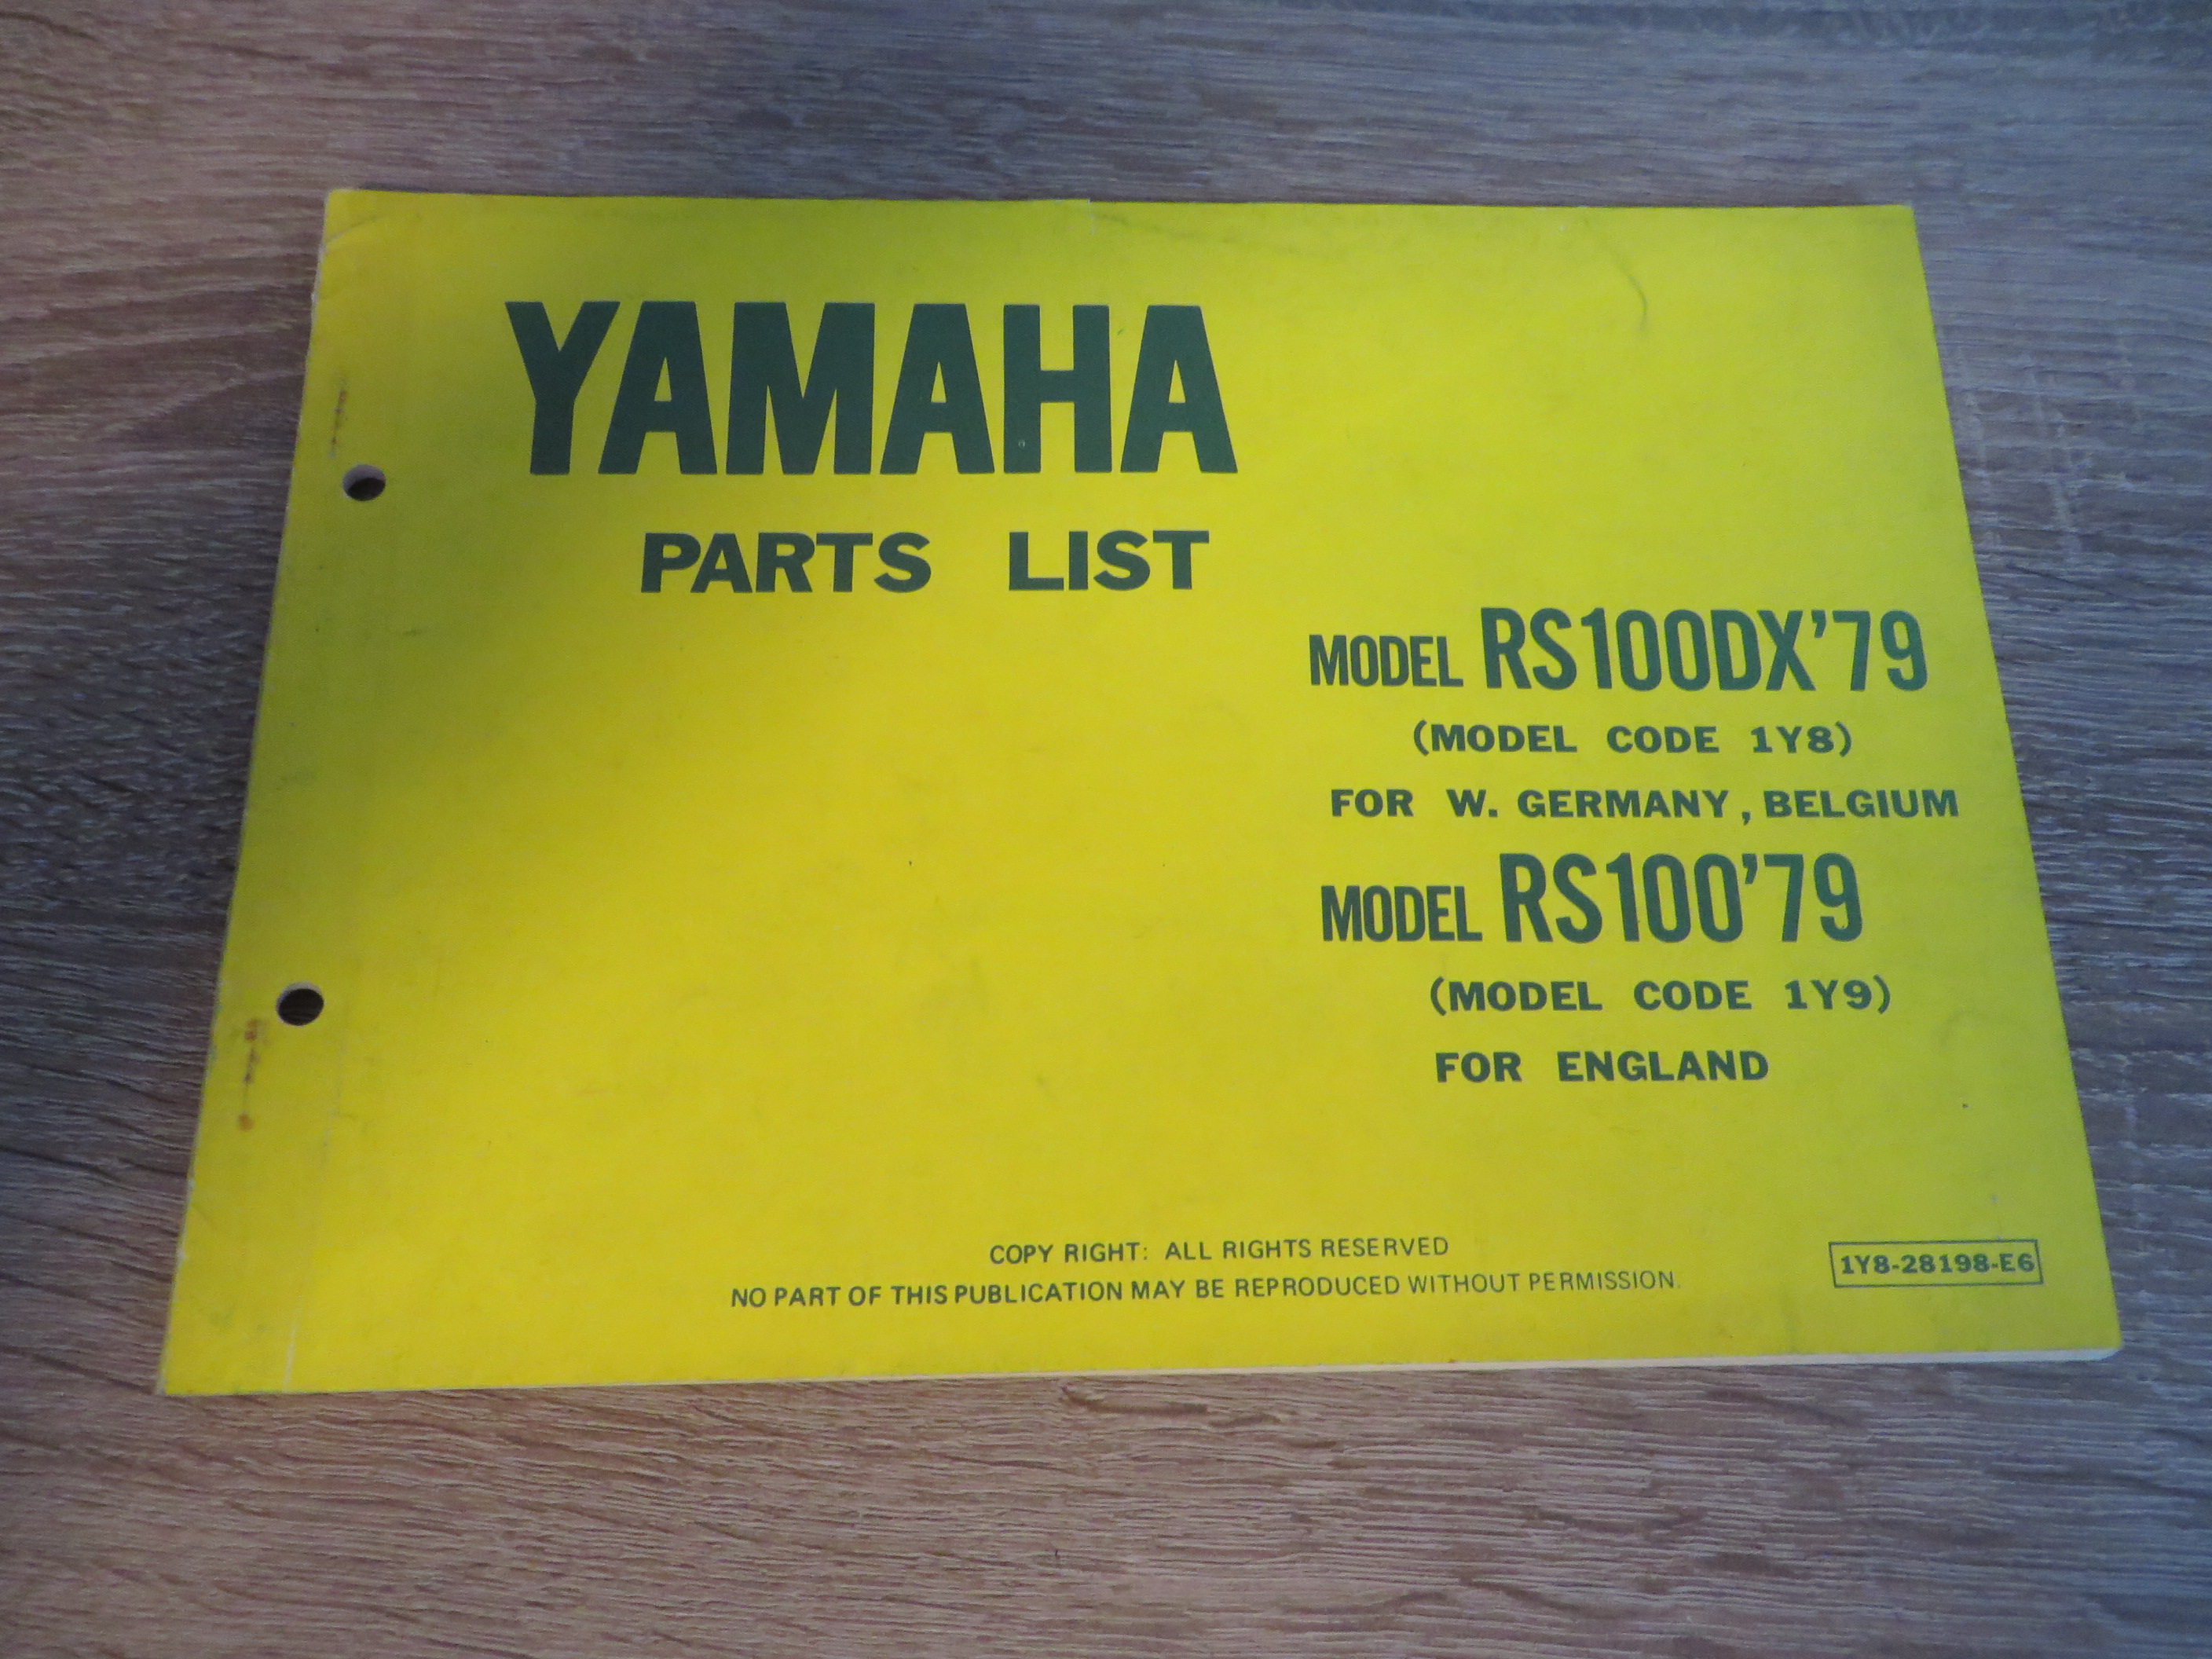 YAMAHA
PARTS LIST
MODEL RS100DX'79
(MODEL CODE 1Y8)
FOR W. GERMANY, BELGIUM
MODEL RS100'79
(MODEL CODE 1Y9)
FOR ENGLAND
COPY RIGHT: ALL RIGHTS RESERVED
NO PART OF THIS PUBLICATION MAY BE REPRODUCED WITHOUT PERMISSION.
1Y8-28198-E6